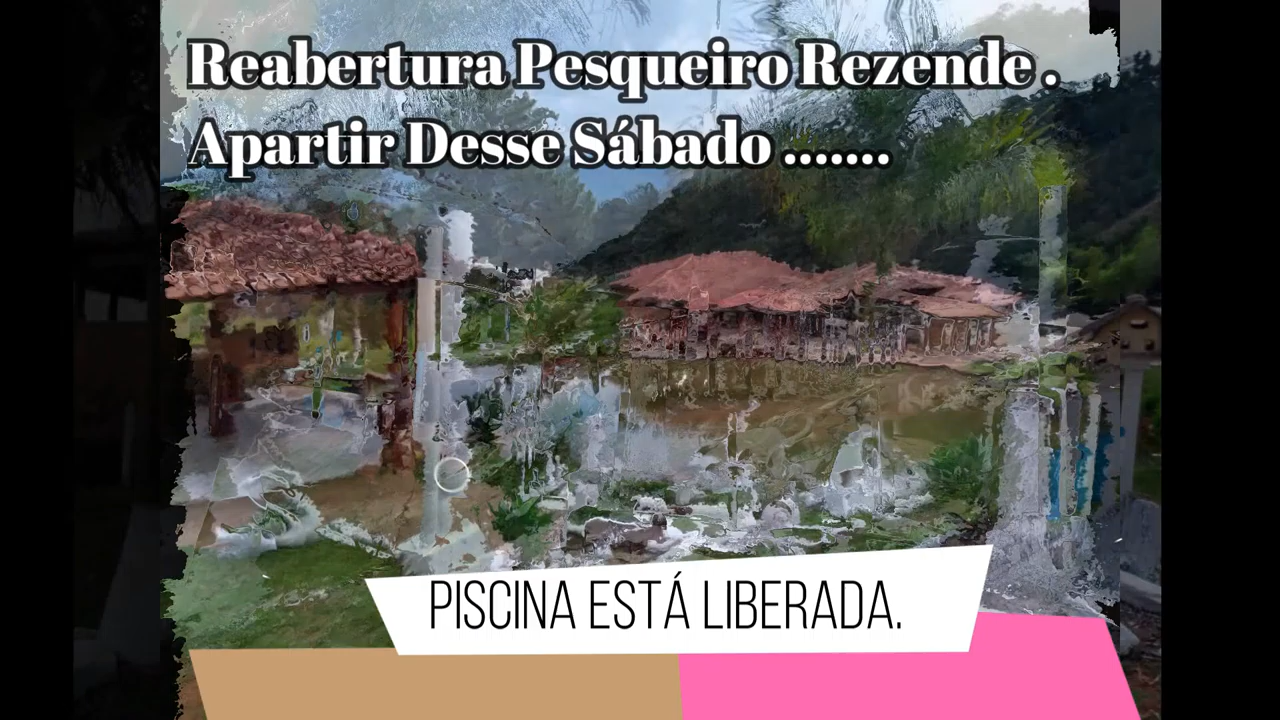 Reabertura Pesqueiro Rezende .
Apartir Desse Sábado .......
PISCINA ESTÁ LIBERADA.